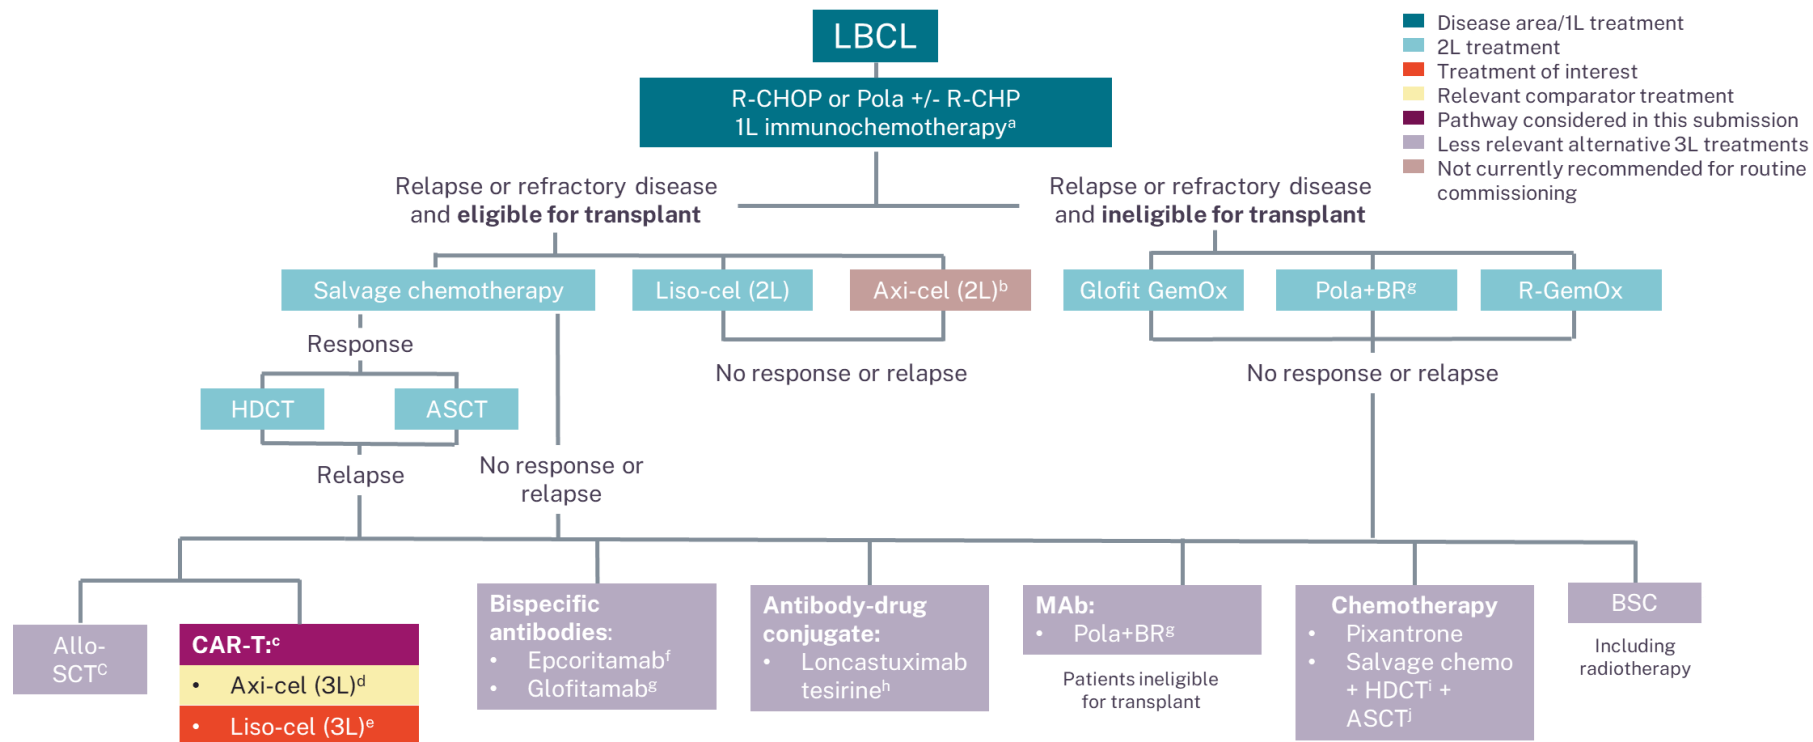 LBCL
R-CHOP or Pola +/- R-CHP
1L immunochemotherapyᵃ
Disease area/1L treatment
2L treatment
Treatment of interest
Relevant comparator treatment
Pathway considered in this submission
Less relevant alternative 3L treatments
Not currently recommended for routine
commissioning
Relapse or refractory disease
and eligible for transplant
Relapse or refractory disease
and ineligible for transplant
Salvage chemotherapy
Liso-cel (2L)
Axi-cel (2L)ᵇ
Glofit GemOx
Pola+BRᵍ
R-GemOx
Response
No response or relapse
No response or relapse
HDCT
ASCT
Relapse
No response or
relapse
Allo-
SCTᶜ
CAR-T:ᶜ
• Axi-cel (3L)ᵈ
• Liso-cel (3L)ᵉ
Bispecific
antibodies:
• Epcoritamabᶠ
• Glofitamabᵍ
Antibody-drug
conjugate:
• Loncastuximab
tesirineʰ
MAb:
• Pola+BRᵍ
Patients ineligible
for transplant
Chemotherapy
• Pixantrone
• Salvage chemo
+ HDCTⁱ +
ASCTʲ
BSC
Including
radiotherapy